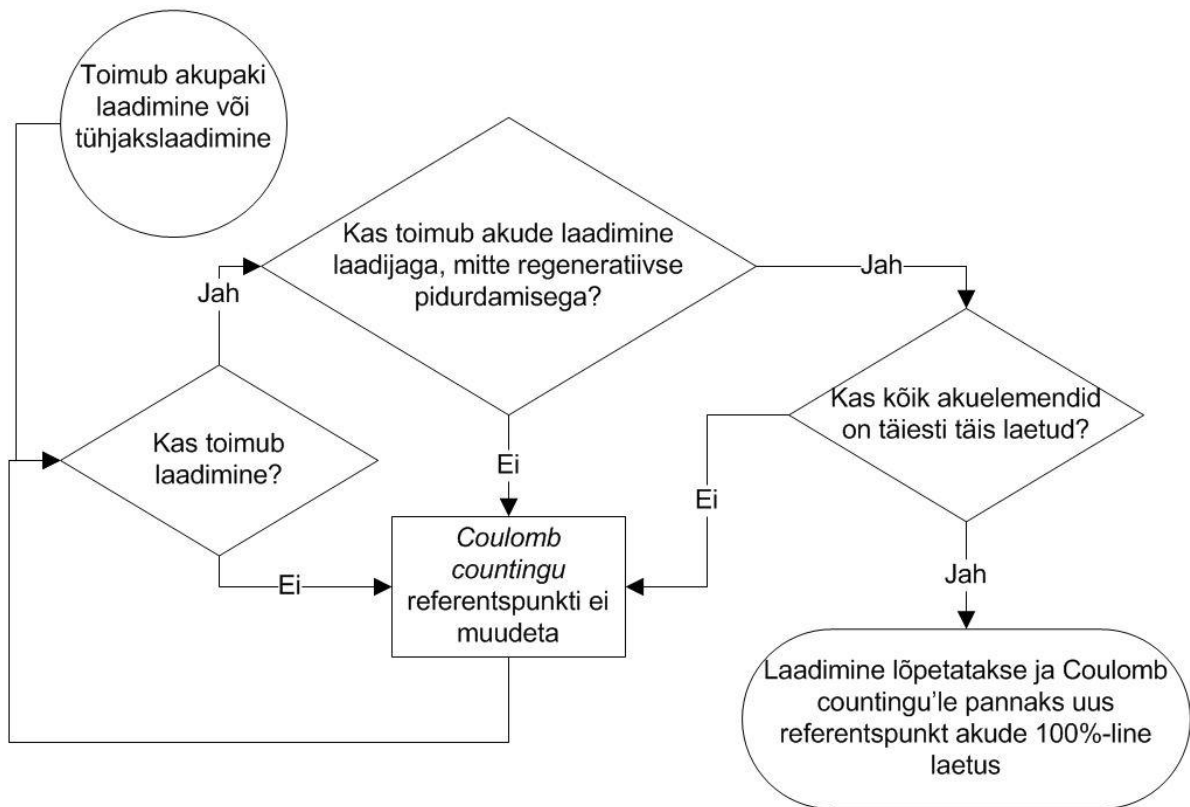 Toimub akupaki
laadimine või
tühjakslaadimine
Kas toimub akude laadimine
laadijaga, mitte regeneratiivse
pidurdamisega?
Jah
Jah
Kas toimub
laadimine?
Kas kõik akuelemendid
on täiesti täis laetud?
Ei
Ei
Ei
Coulomb
countingu
referentspunkti ei
muudeta
Jah
Laadimine lõpetatakse ja Coulomb
countingu'le pannaks uus
referentspunkt akude 100%-line
laetus